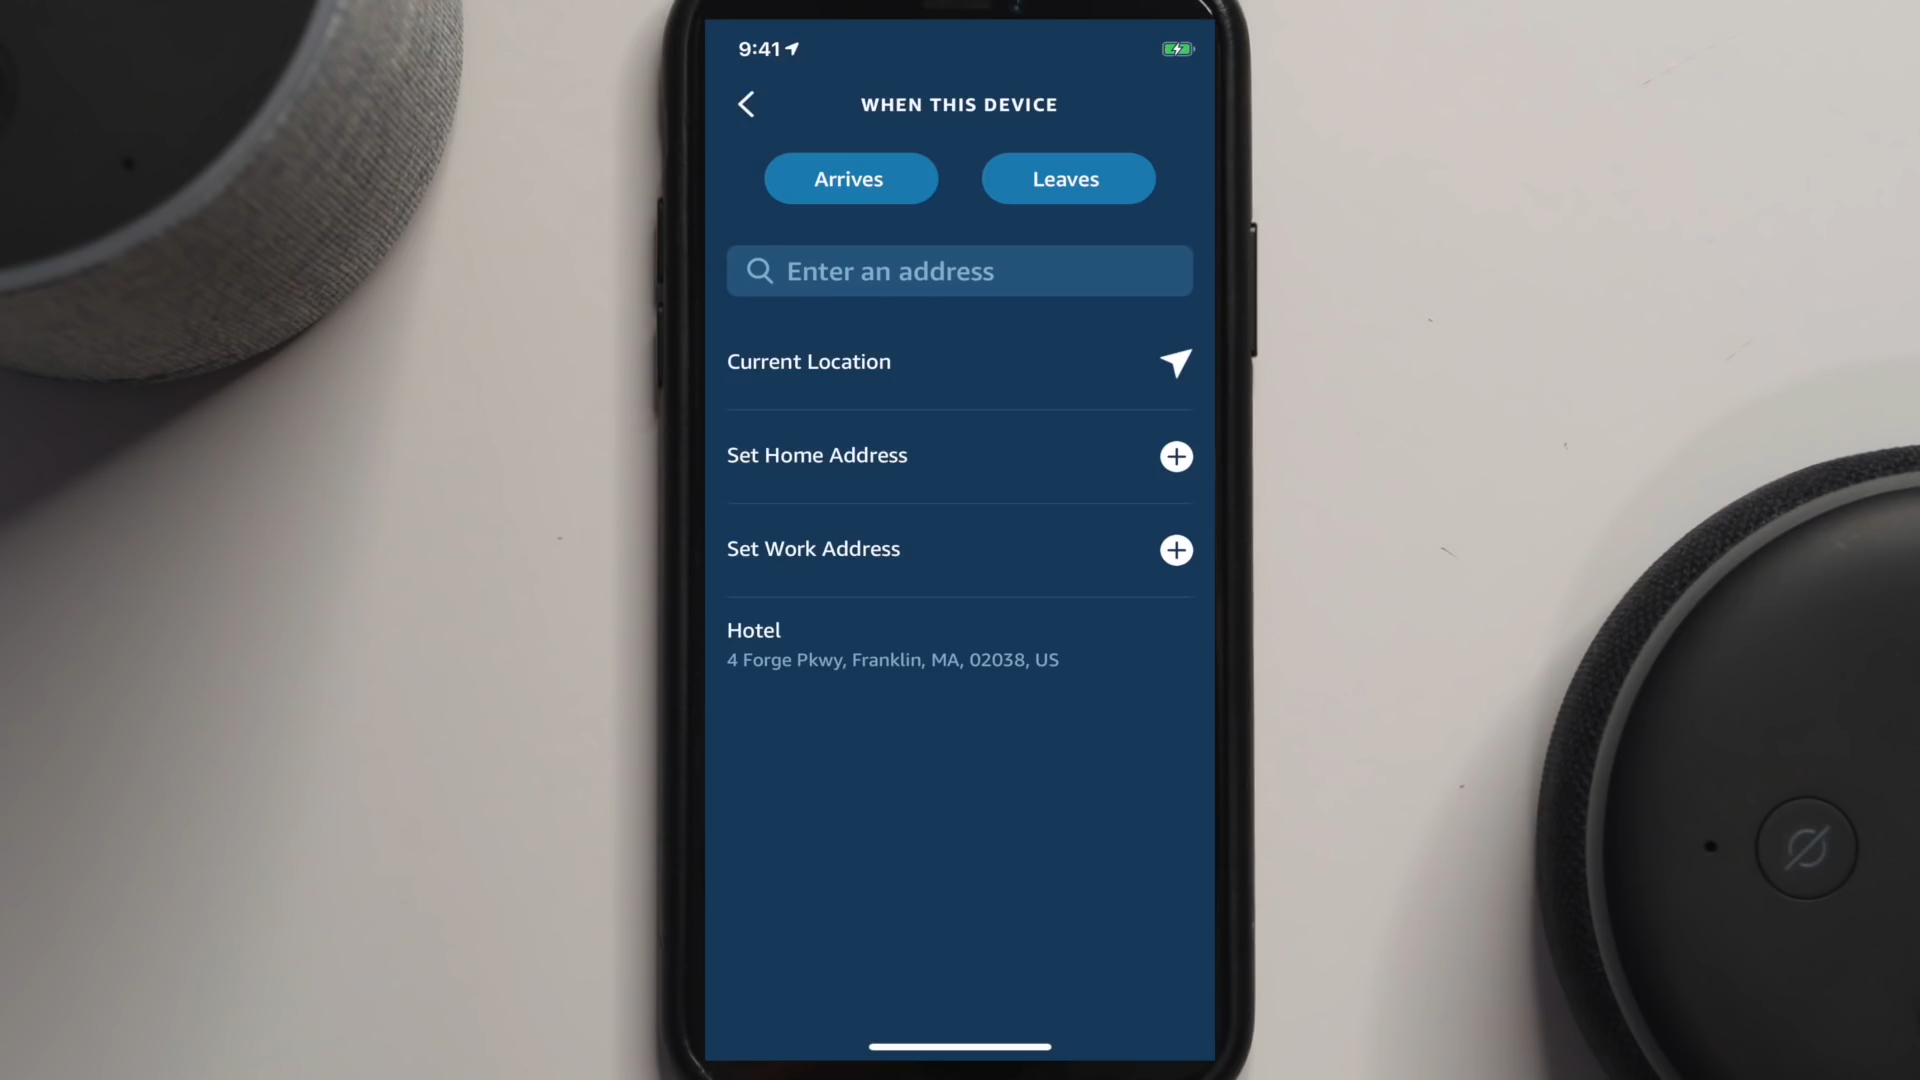 9:41
WHEN THIS DEVICE
Arrives Leaves
Enter an address
Current Location
Set Home Address
Set Work Address
Hotel
4 Forge Pkwy, Franklin, MA, 02038, US